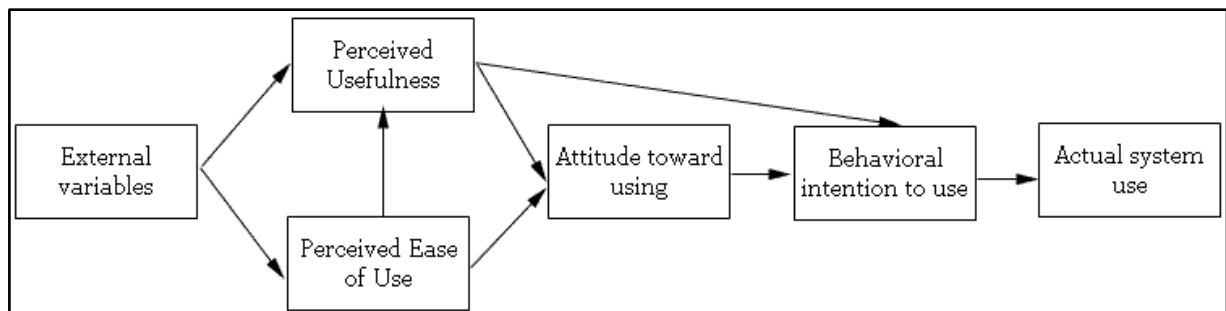 Perceived
Usefulness
External
variables
Attitude toward
using
Behavioral
intention to use
Actual system
use
Perceived Ease
of Use